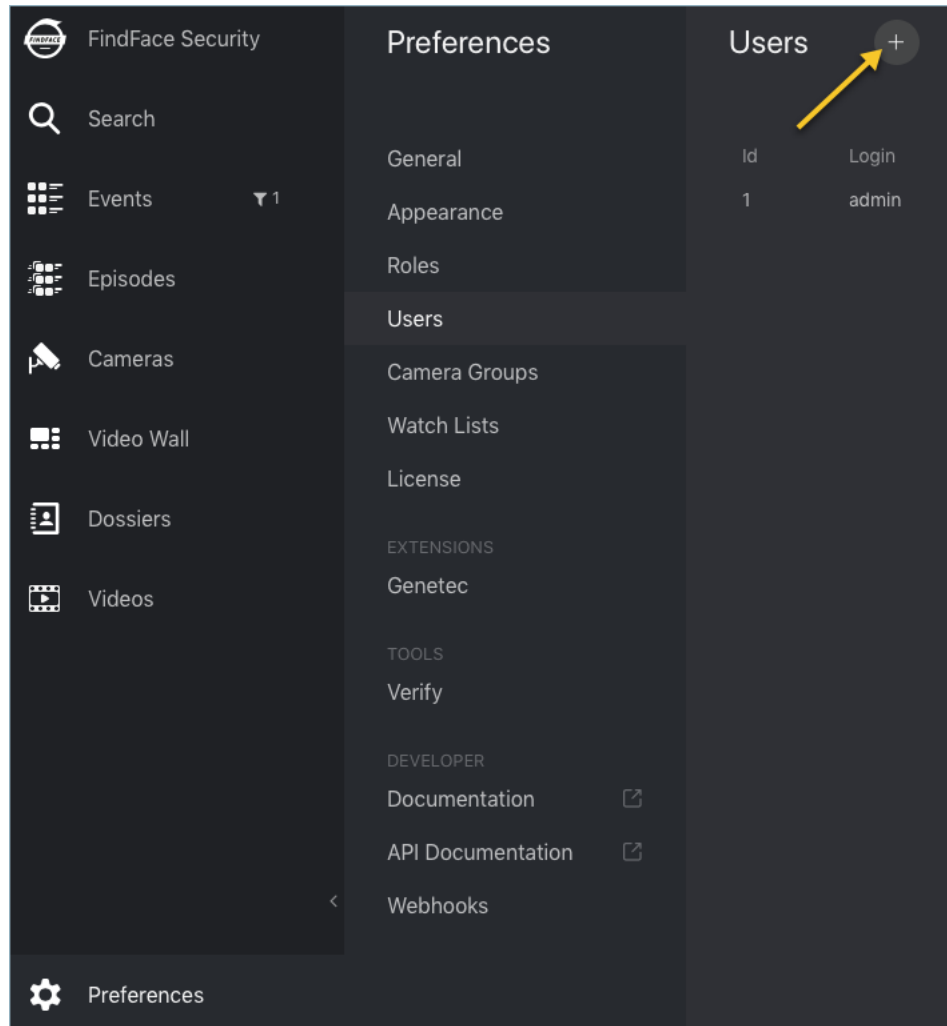 FINDFACE
FindFace Security
Search
Events 1
Episodes
Cameras
Video Wall
Dossiers
Videos
Preferences
Preferences
General
Appearance
Roles
Users
Camera Groups
Watch Lists
License
EXTENSIONS
Genetec
TOOLS
Verify
DEVELOPER
Documentation
API Documentation
Webhooks
Users +
Id Login
1 admin